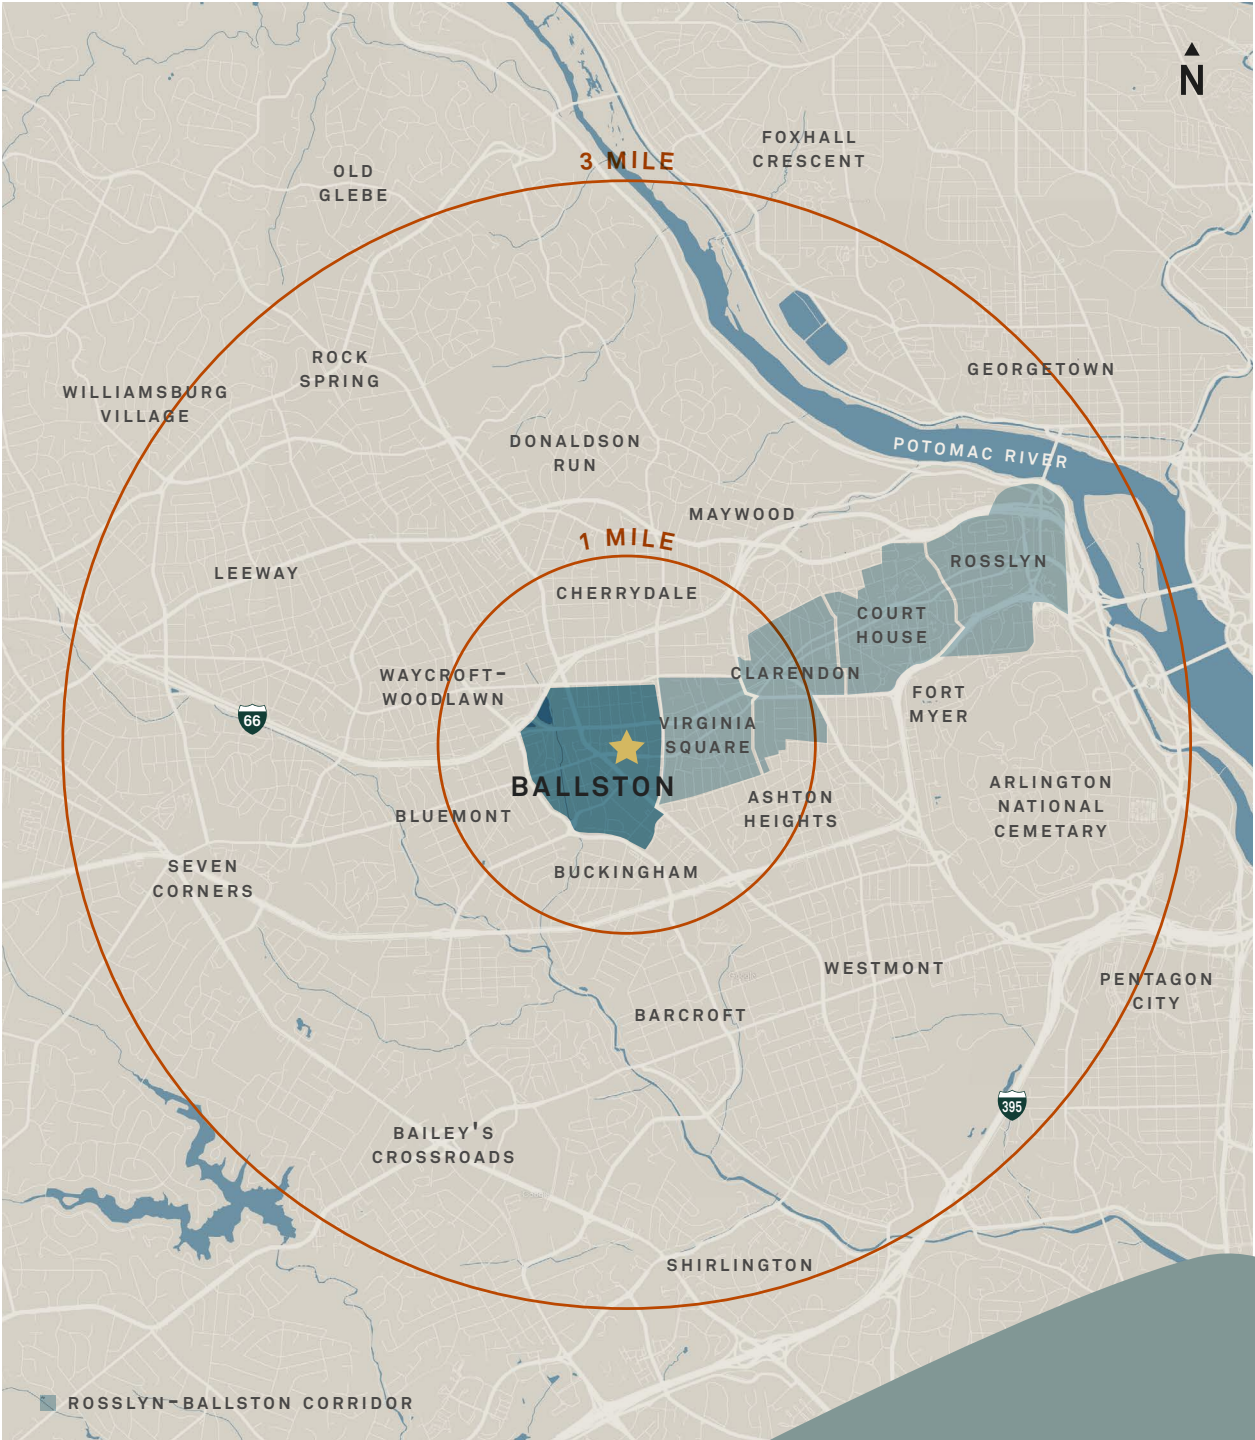 N
FOXHALL
CRESCENT
3 MILE
OLD
GLEBE
ROCK
SPRING
GEORGETOWN
WILLIAMSBURG
VILLAGE
DONALDSON
RUN
POTOMAC RIVER
MAYWOOD
1 MILE
ROSSLYN
LEEWAY
CHERRYDALE
COURT
HOUSE
WAYCROFT-
WOODLAWN
CLARENDON
FORT
MYER
66
VIRGINIA
SQUARE
BALLSTON
ARLINGTON
NATIONAL
CEMETARY
ASHTON
HEIGHTS
BLUEMONT
SEVEN
CORNERS
BUCKINGHAM
WESTMONT
PENTAGON
CITY
BARCROFT
395
BAILEY'S
CROSSROADS
SHIRLINGTON
ROSSLYN-BALLSTON CORRIDOR